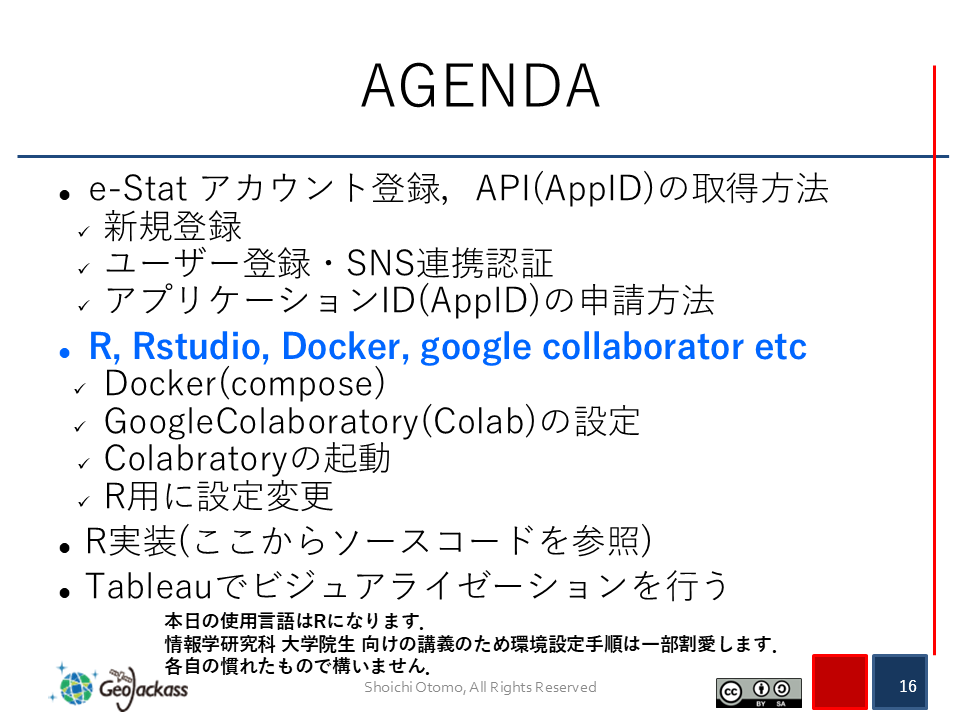 AGENDA
● e-Stat アカウント登録，API(AppID)の取得方法
✓ 新規登録
✓ ユーザー登録・SNS連携認証
✓ アプリケーションID(AppID)の申請方法
● R, Rstudio, Docker, google collaborator etc
✓ Docker(compose)
✓ GoogleColaboratory(Colab)の設定
✓ Colabratoryの起動
✓ R用に設定変更
● R実装(ここからソースコードを参照)
● Tableauでビジュアライゼーションを行う
本日の使用言語はRになります．
情報学研究科 大学院生 向けの講義のため環境設定手順は一部割愛します．
各自の慣れたもので構いません．
GeoJackass
Shoichi Otomo, All Rights Reserved
cc BY SA
16